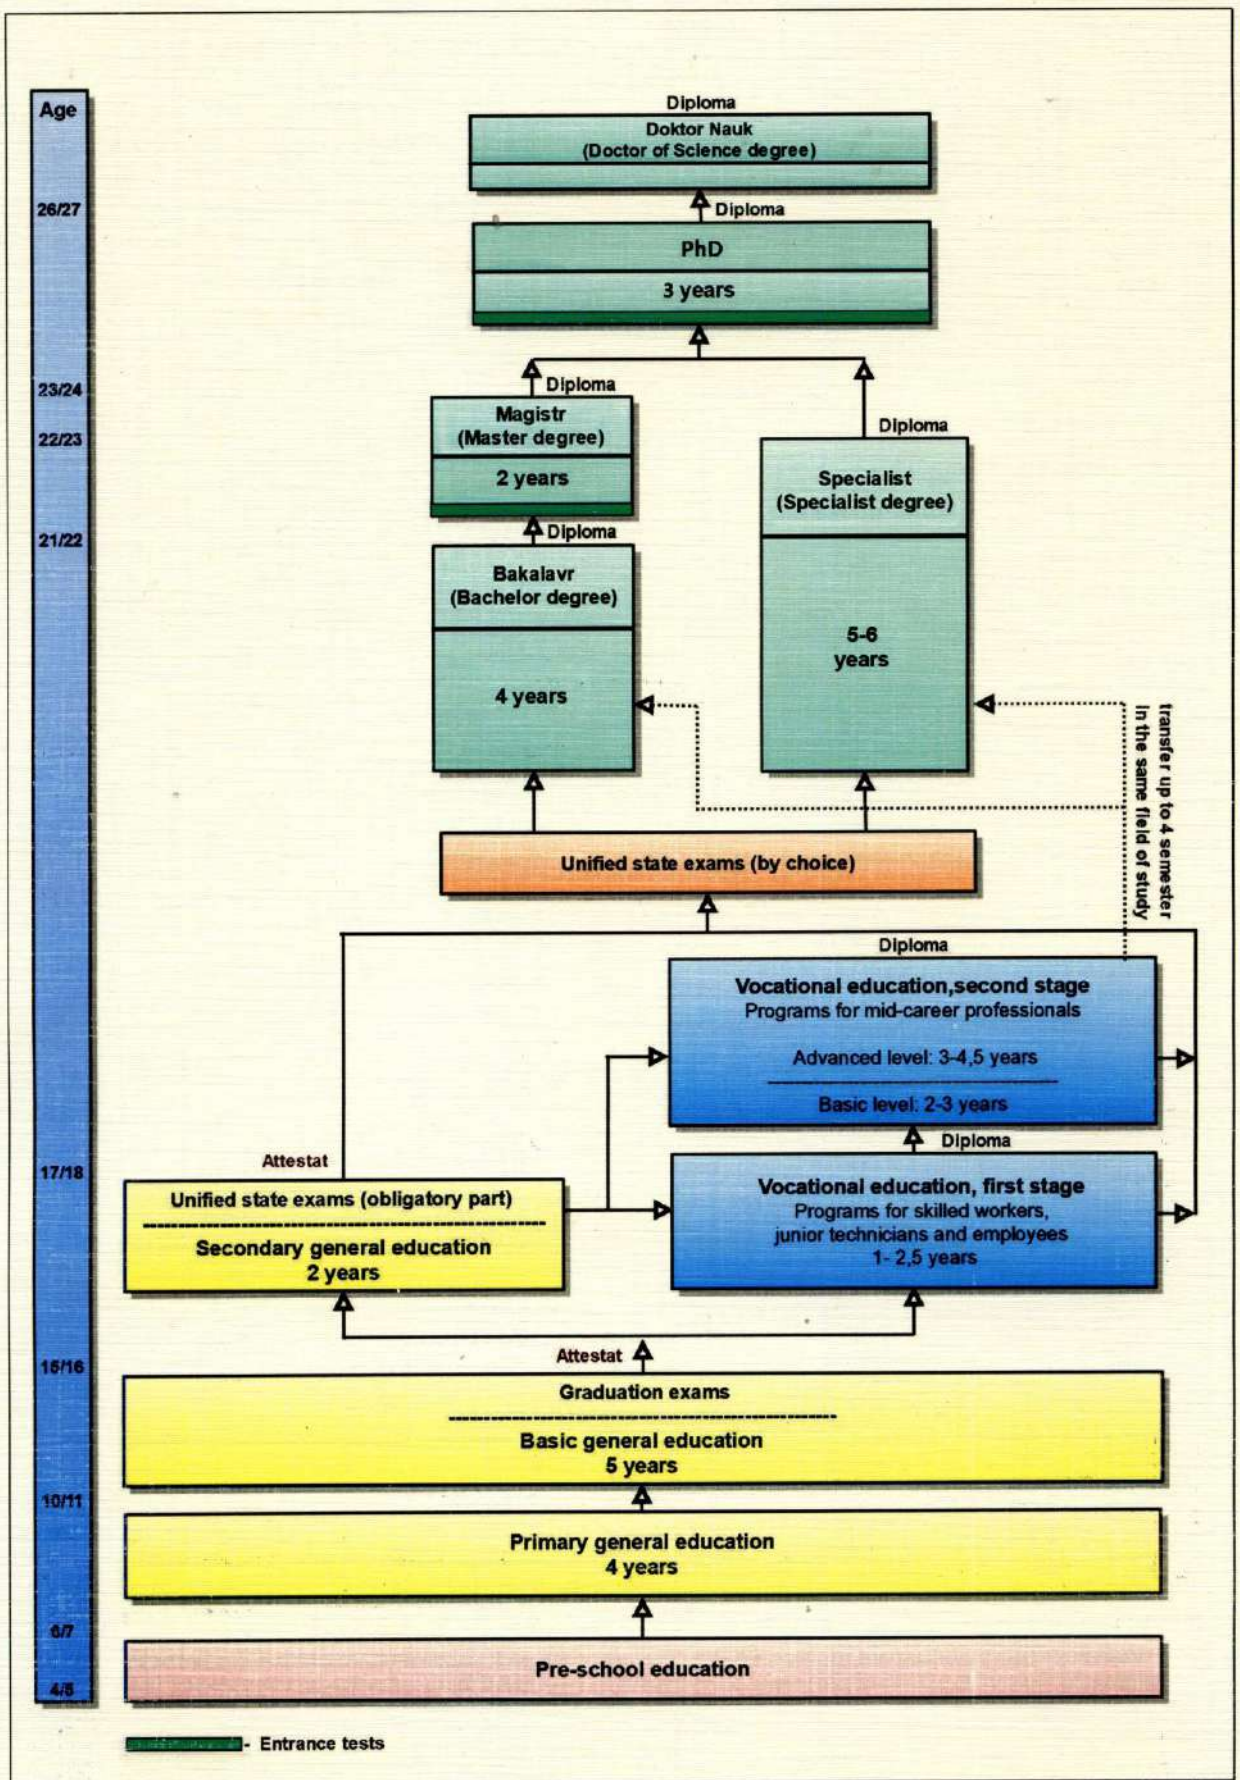 Age
26/27
23/24
22/23
21/22
17/18
15/16
10/11
6/7
4/5
Diploma
Doktor Nauk
(Doctor of Science degree)
Diploma
PhD
3 years
Diploma
Magistr
(Master degree)
2 years
Diploma
Bakalavr
(Bachelor degree)
4 years
Diploma
Specialist
(Specialist degree)
5-6
years
transfer up to 4 semester
in the same field of study
Unified state exams (by choice)
Diploma
Vocational education,second stage
Programs for mid-career professionals
Advanced level: 3-4,5 years
Basic level: 2-3 years
Diploma
Vocational education, first stage
Programs for skilled workers,
junior technicians and employees
1- 2,5 years
Attestat
Unified state exams (obligatory part)
Secondary general education
2 years
Attestat
Graduation exams
Basic general education
5 years
Primary general education
4 years
Pre-school education
- Entrance tests